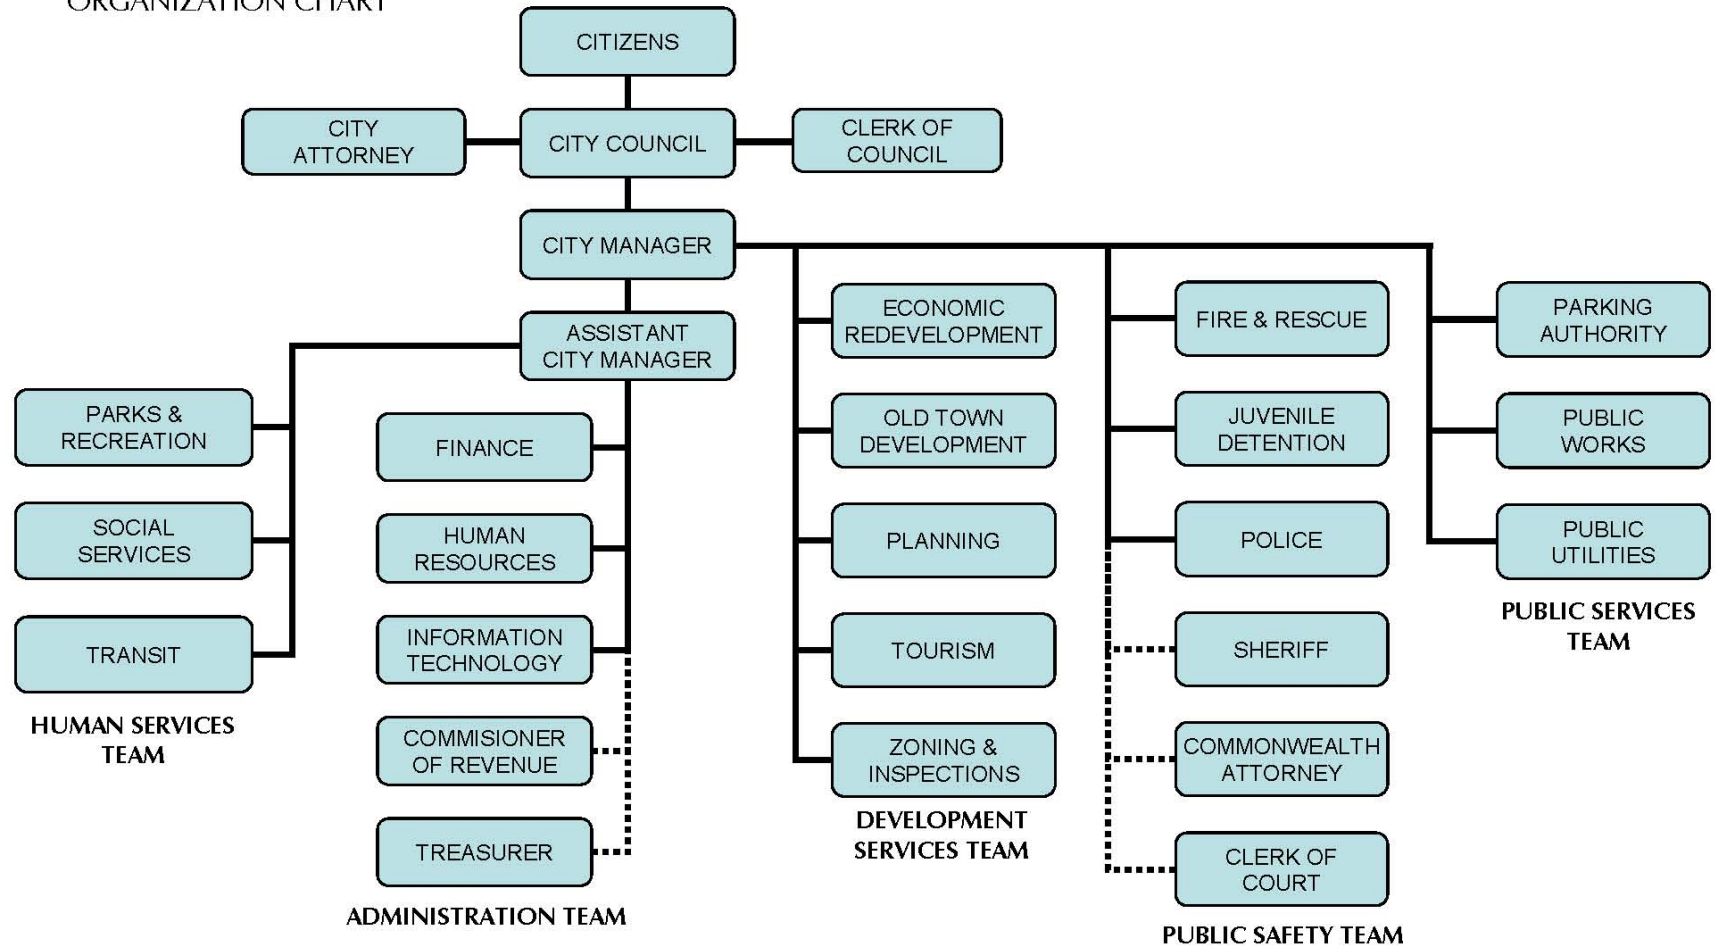 ORGANIZATION CHART
CITIZENS
CITY
ATTORNEY
CITY COUNCIL
CLERK OF
COUNCIL
CITY MANAGER
ASSISTANT
CITY MANAGER
PARKS &
RECREATION
SOCIAL
SERVICES
TRANSIT
HUMAN SERVICES
TEAM
FINANCE
HUMAN
RESOURCES
INFORMATION
TECHNOLOGY
COMMISIONER
OF REVENUE
TREASURER
ADMINISTRATION TEAM
ECONOMIC
REDEVELOPMENT
OLD TOWN
DEVELOPMENT
PLANNING
TOURISM
ZONING &
INSPECTIONS
DEVELOPMENT
SERVICES TEAM
FIRE & RESCUE
JUVENILE
DETENTION
POLICE
SHERIFF
COMMONWEALTH
ATTORNEY
CLERK OF
COURT
PUBLIC SAFETY TEAM
PARKING
AUTHORITY
PUBLIC
WORKS
PUBLIC
UTILITIES
PUBLIC SERVICES
TEAM